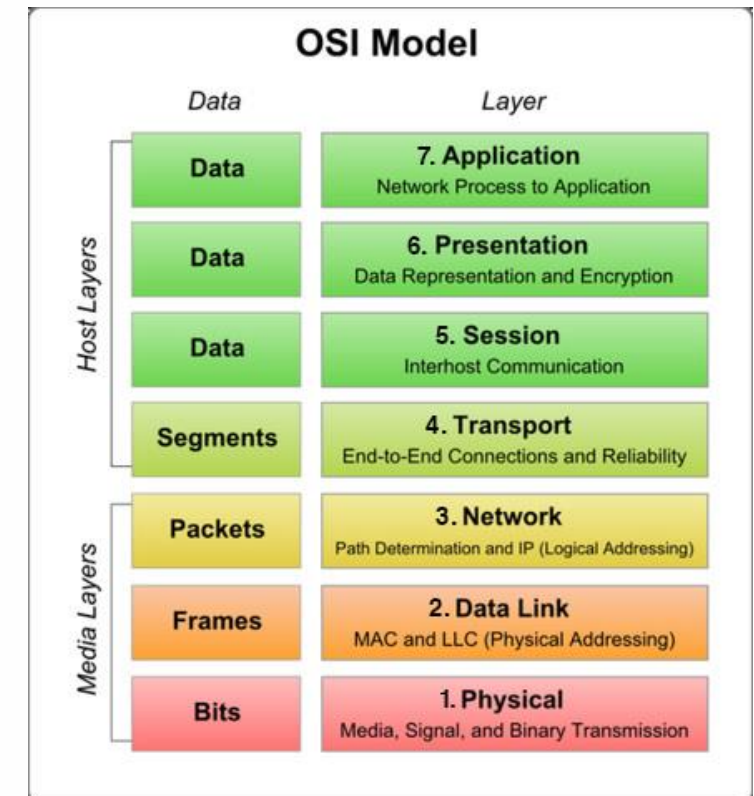 OSI Model
Data
Layer
Host Layers
Data
7. Application
Network Process to Application
Data
6. Presentation
Data Representation and Encryption
Data
5. Session
Interhost Communication
Segments
4. Transport
End-to-End Connections and Reliability
Media Layers
Packets
3. Network
Path Determination and IP (Logical Addressing)
Frames
2. Data Link
MAC and LLC (Physical Addressing)
Bits
1. Physical
Media, Signal, and Binary Transmission